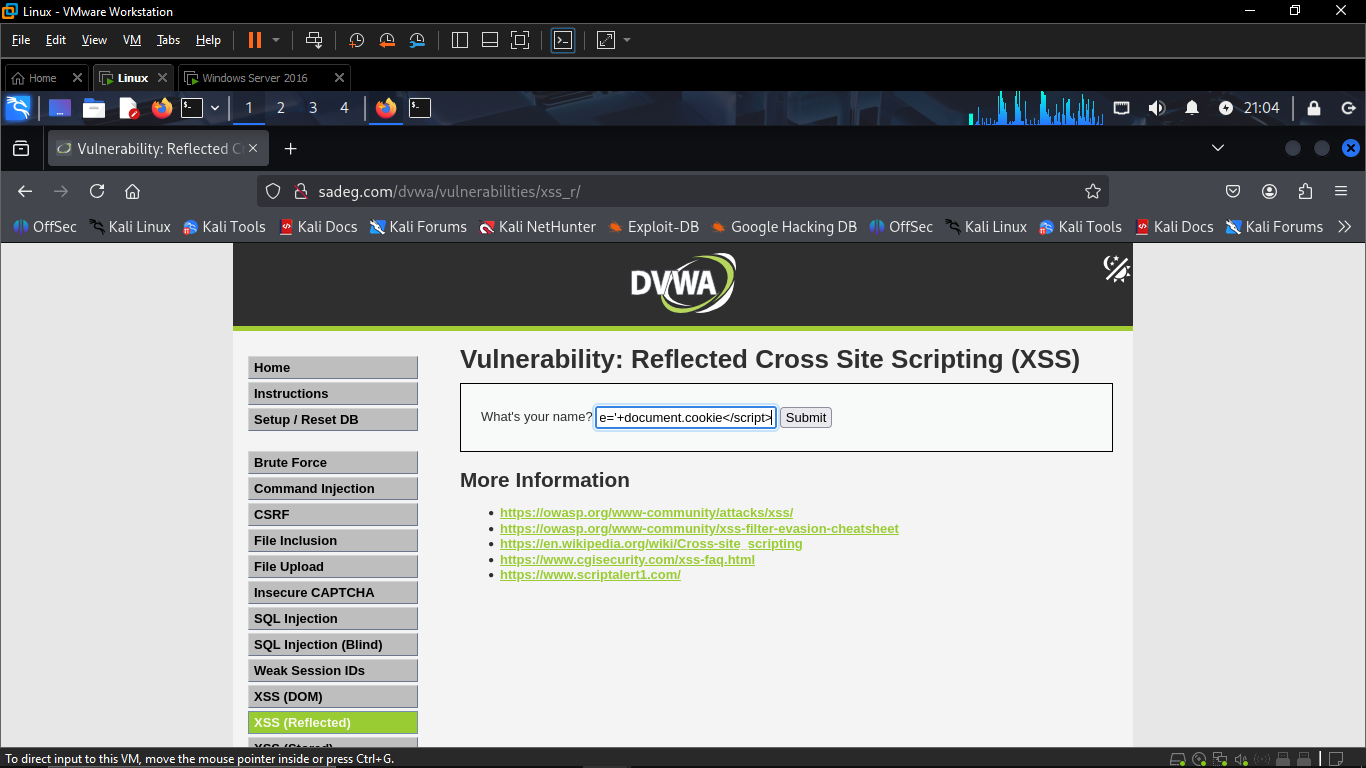 Linux - VMware Workstation
File Edit View VM Tabs Help
Home Linux Windows Server 2016
1 2 3 4 21:04
Vulnerability: Reflected C
sadeg.com/dvwa/vulnerabilities/xss_r/
OffSec Kali Linux Kali Tools Kali Docs Kali Forums Kali NetHunter Exploit-DB Google Hacking DB OffSec Kali Linux Kali Tools Kali Docs Kali Forums
DVWA
Home
Instructions
Setup / Reset DB
Brute Force
Command Injection
CSRF
File Inclusion
File Upload
Insecure CAPTCHA
SQL Injection
SQL Injection (Blind)
Weak Session IDs
XSS (DOM)
XSS (Reflected)
XSS (Stored)
Vulnerability: Reflected Cross Site Scripting (XSS)
What's your name? e='+document.cookie</script> Submit
More Information
https://owasp.org/www-community/attacks/xss/
https://owasp.org/www-community/xss-filter-evasion-cheatsheet
https://en.wikipedia.org/wiki/Cross-site_scripting
https://www.cgisecurity.com/xss-faq.html
https://www.scriptalert1.com/
To direct input to this VM, move the mouse pointer inside or press Ctrl+G.